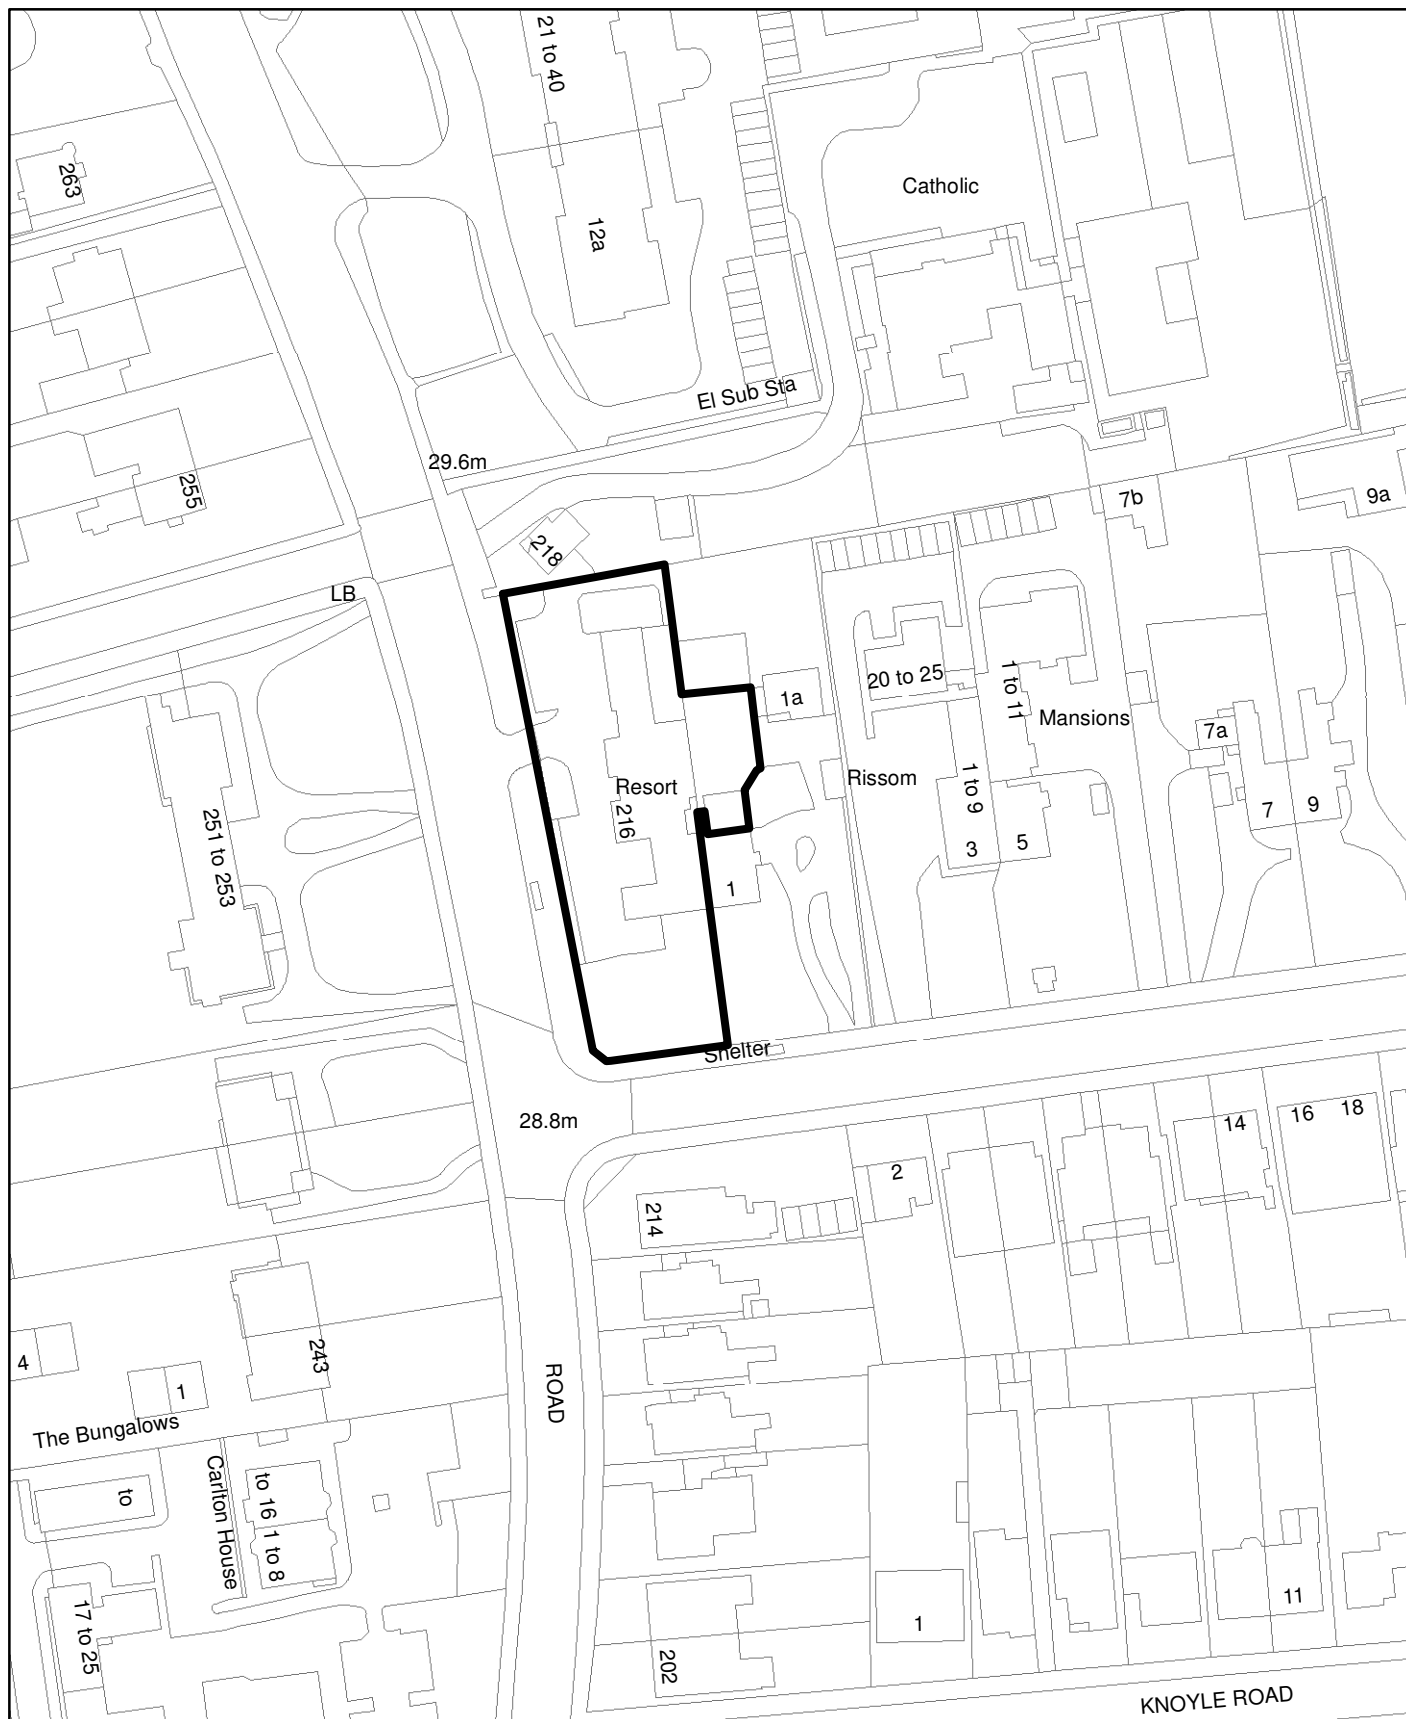 21 to 40
263
12a
Catholic
El Sub Sta
29.6m
255
7b
9a
218
LB
20 to 25
1 to 11
1a
Mansions
7a
Resort
216
Rissom
1 to 9
7
9
251 to 253
3
5
1
Shelter
28.8m
14
16
18
2
214
4
243
1
ROAD
The Bungalows
Carlton House
to 16
1 to 8
to
17 to 25
11
1
202
KNOYLE ROAD